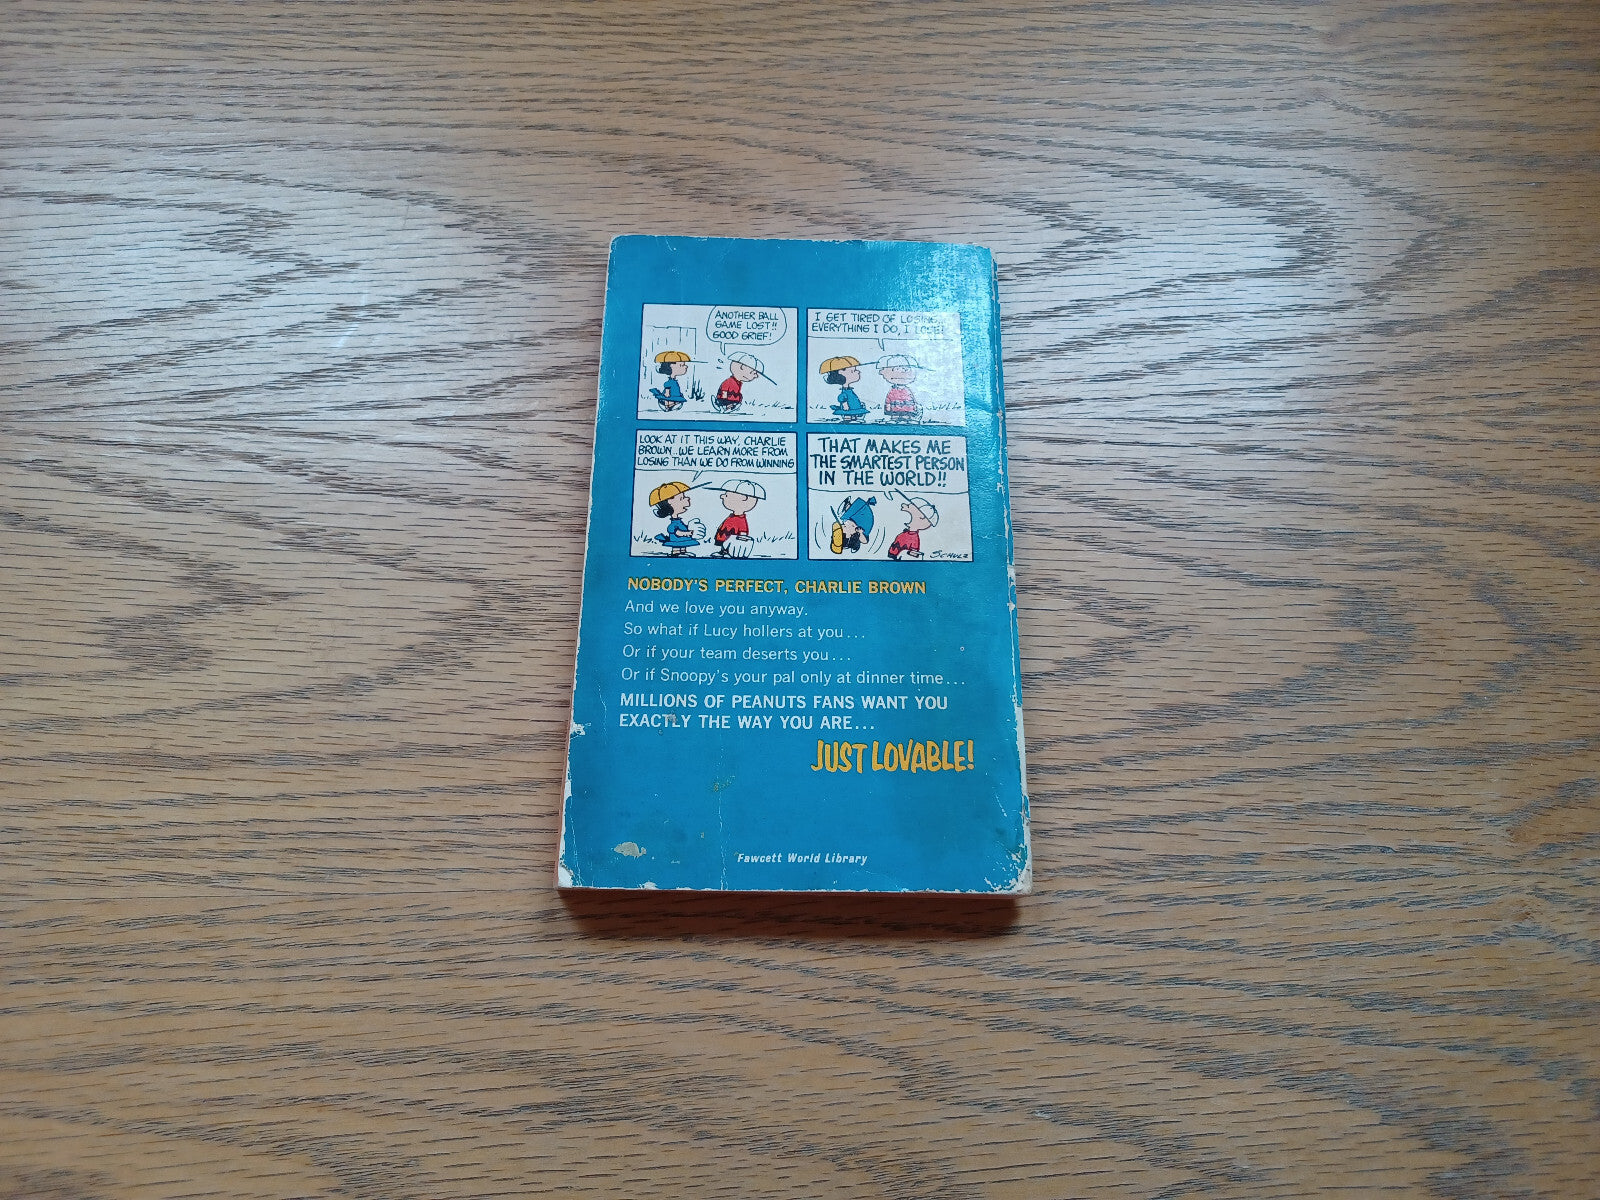 ANOTHER BALL
GAME LOST!!
GOOD GRIEF!
I GET TIRED OF LOSING..
EVERYTHING I DO, I LOSE!
LOOK AT IT THIS WAY, CHARLIE
BROWN..WE LEARN MORE FROM
LOSING THAN WE DO FROM WINNING
THAT MAKES ME
THE SMARTEST PERSON
IN THE WORLD!!
SCHULZ
NOBODY'S PERFECT, CHARLIE BROWN
And we love you anyway.
So what if Lucy hollers at you...
Or if your team deserts you...
Or if Snoopy's your pal only at dinner time...
MILLIONS OF PEANUTS FANS WANT YOU
EXACTLY THE WAY YOU ARE...
JUST LOVABLE!
Fawcett World Library